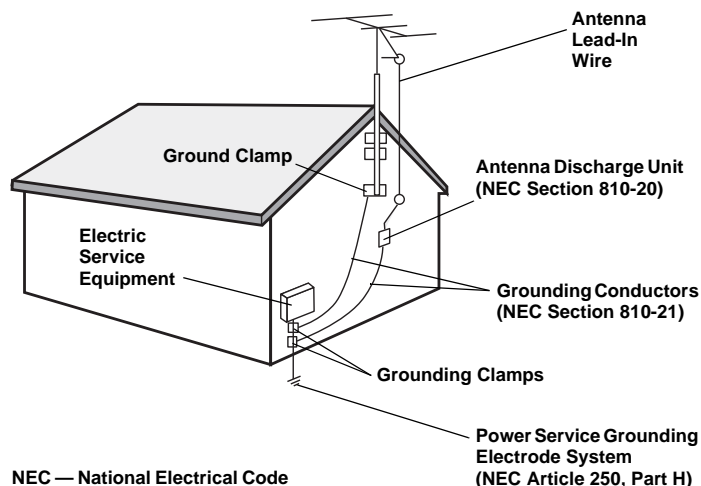 Antenna
Lead-In
Wire
Ground Clamp
Antenna Discharge Unit
(NEC Section 810-20)
Electric
Service
Equipment
Grounding Conductors
(NEC Section 810-21)
Grounding Clamps
Power Service Grounding
Electrode System
(NEC Article 250, Part H)
NEC — National Electrical Code